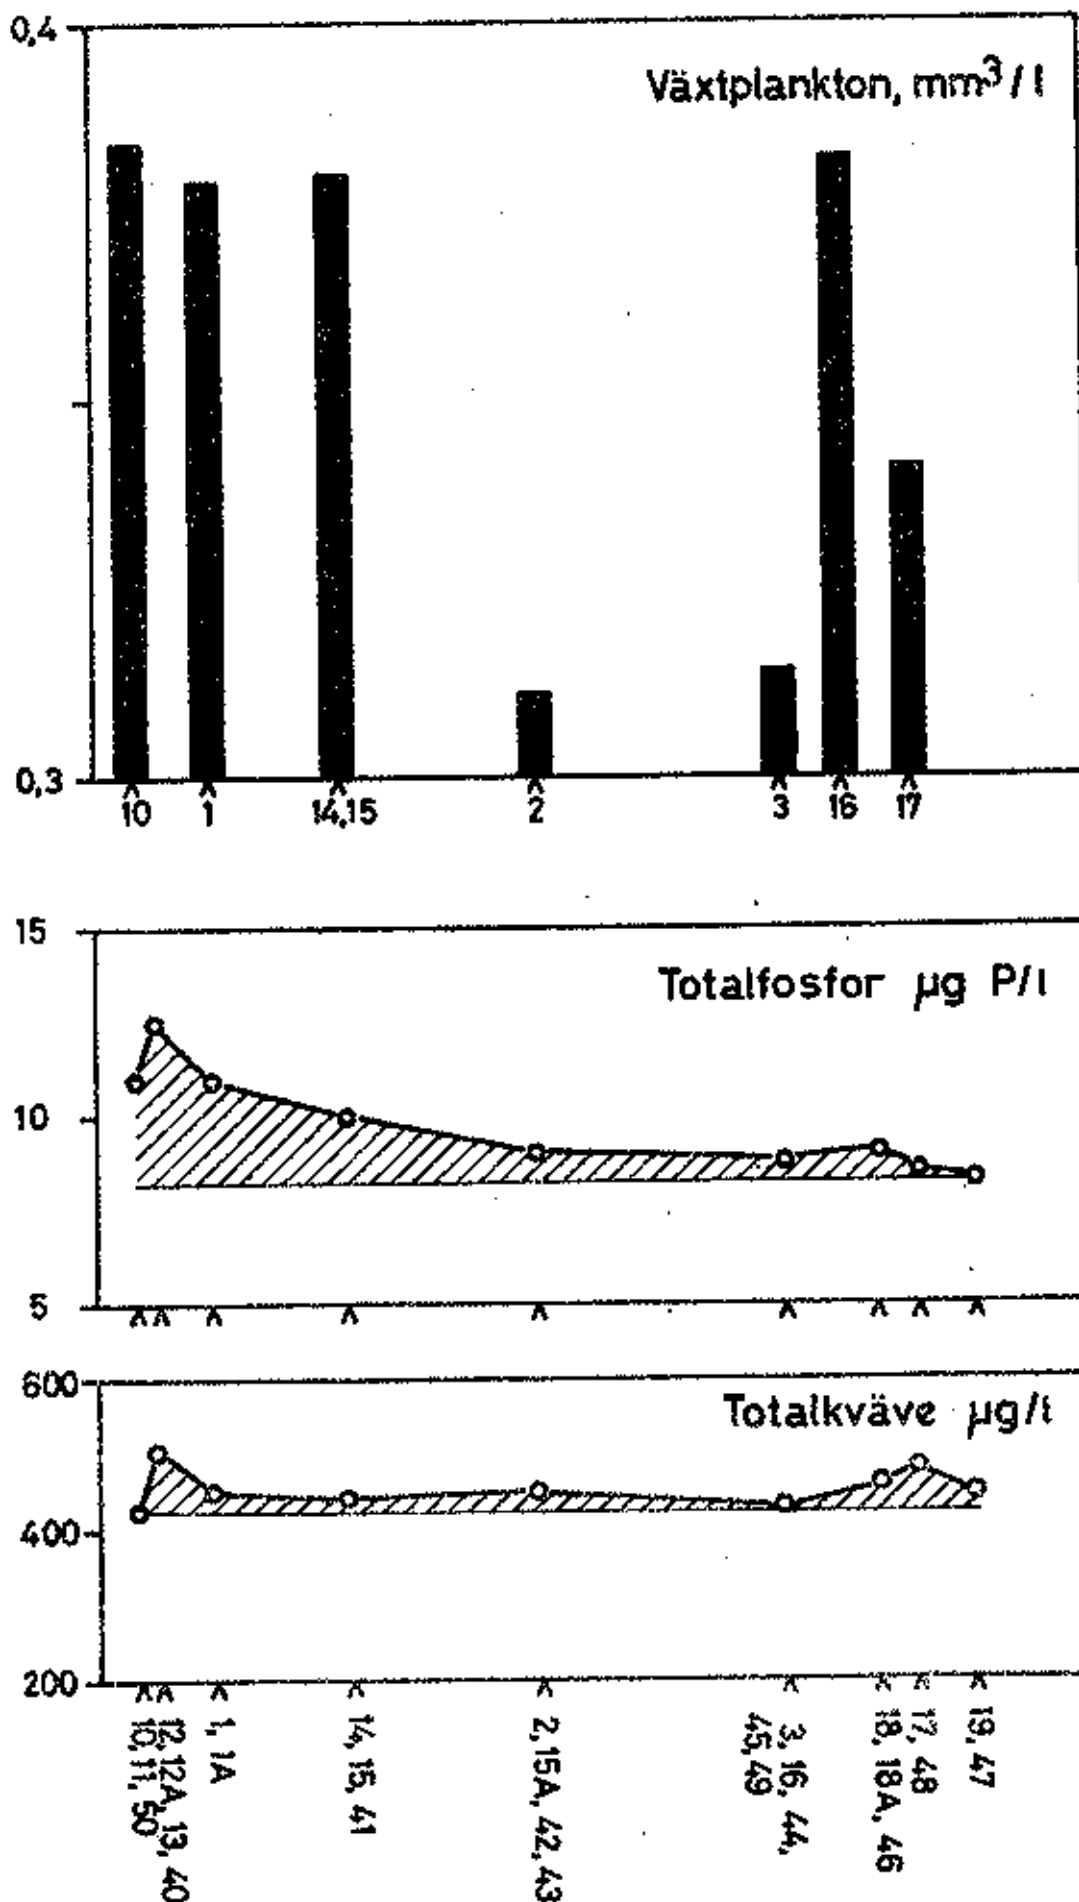 0,4
Växtplankton, mm³/l
0,3
10 1 14,15 2 3 16 17
15
Totalfosfor µg P/l
10
5
600
Totalkväve µg/l
400
200
10, 11, 50
12, 12A, 13, 40
1, 1A
14, 15, 41
2, 15A, 42, 43
3, 16, 44,
45, 49
18, 18A, 46
17, 48
19, 47